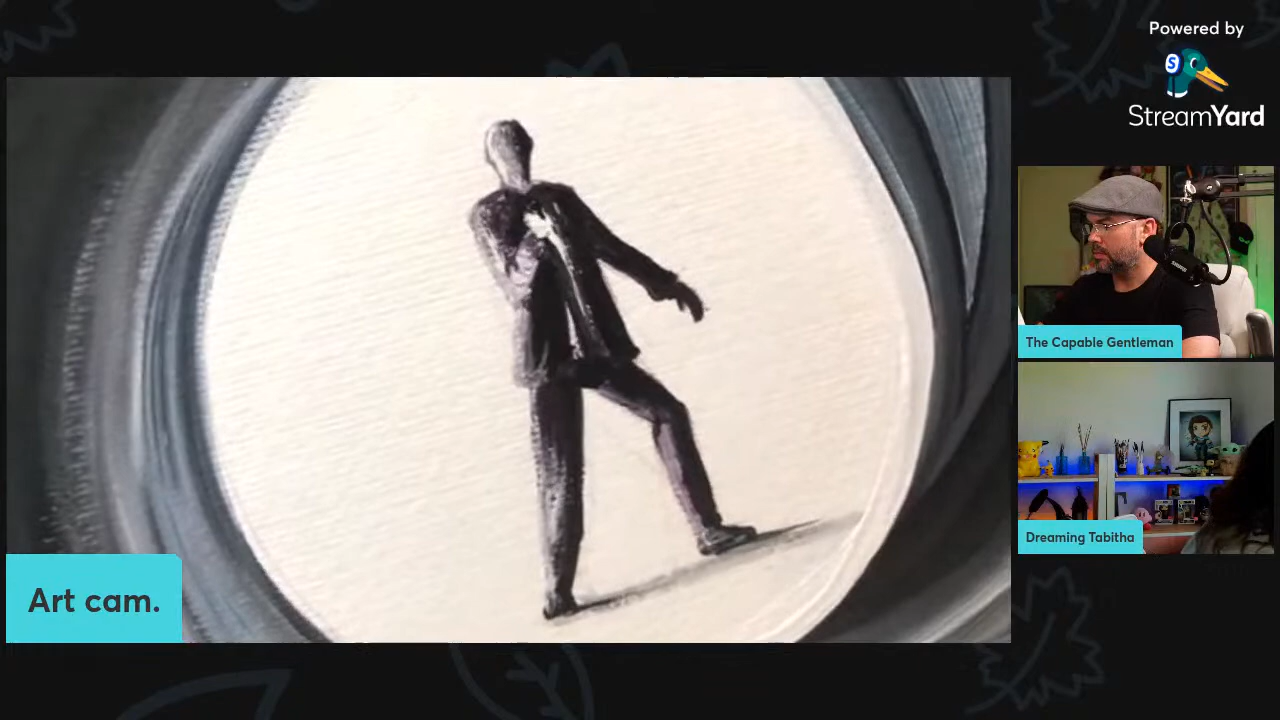 Powered by
StreamYard
The Capable Gentleman
Dreaming Tabitha
Art cam.